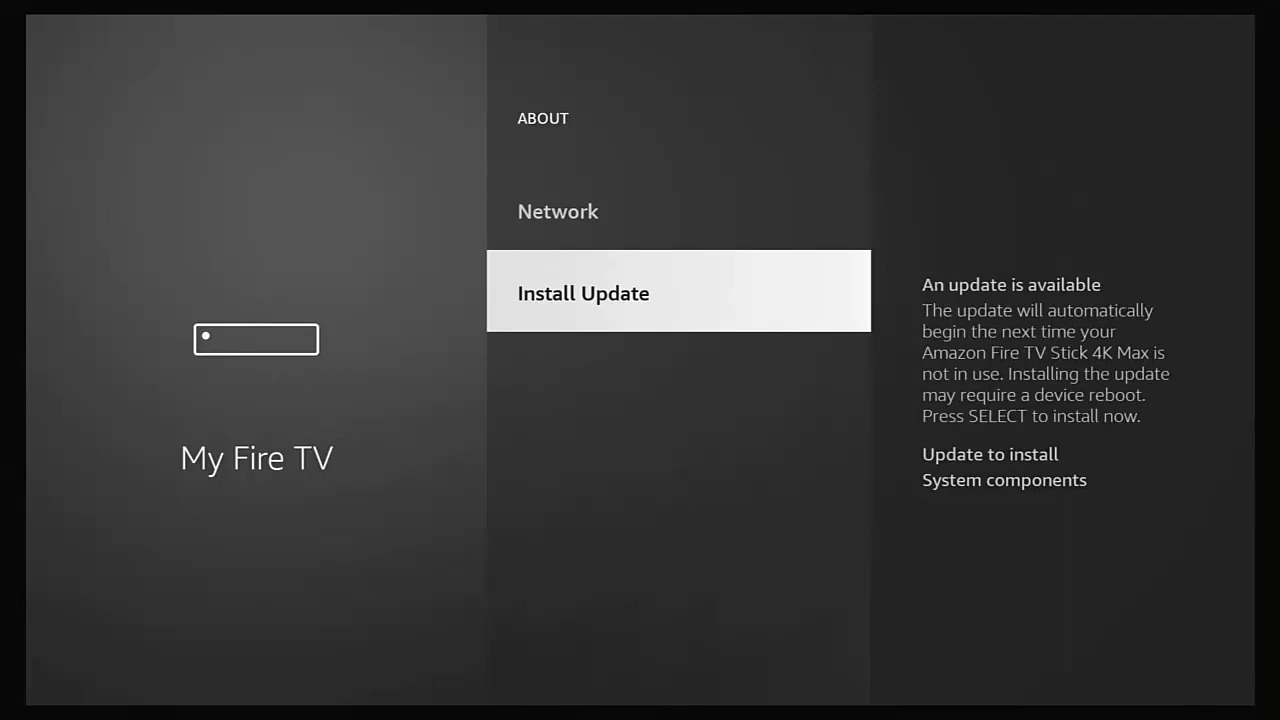 My Fire TV
ABOUT
Network
Install Update
An update is available
The update will automatically
begin the next time your
Amazon Fire TV Stick 4K Max is
not in use. Installing the update
may require a device reboot.
Press SELECT to install now.
Update to install
System components